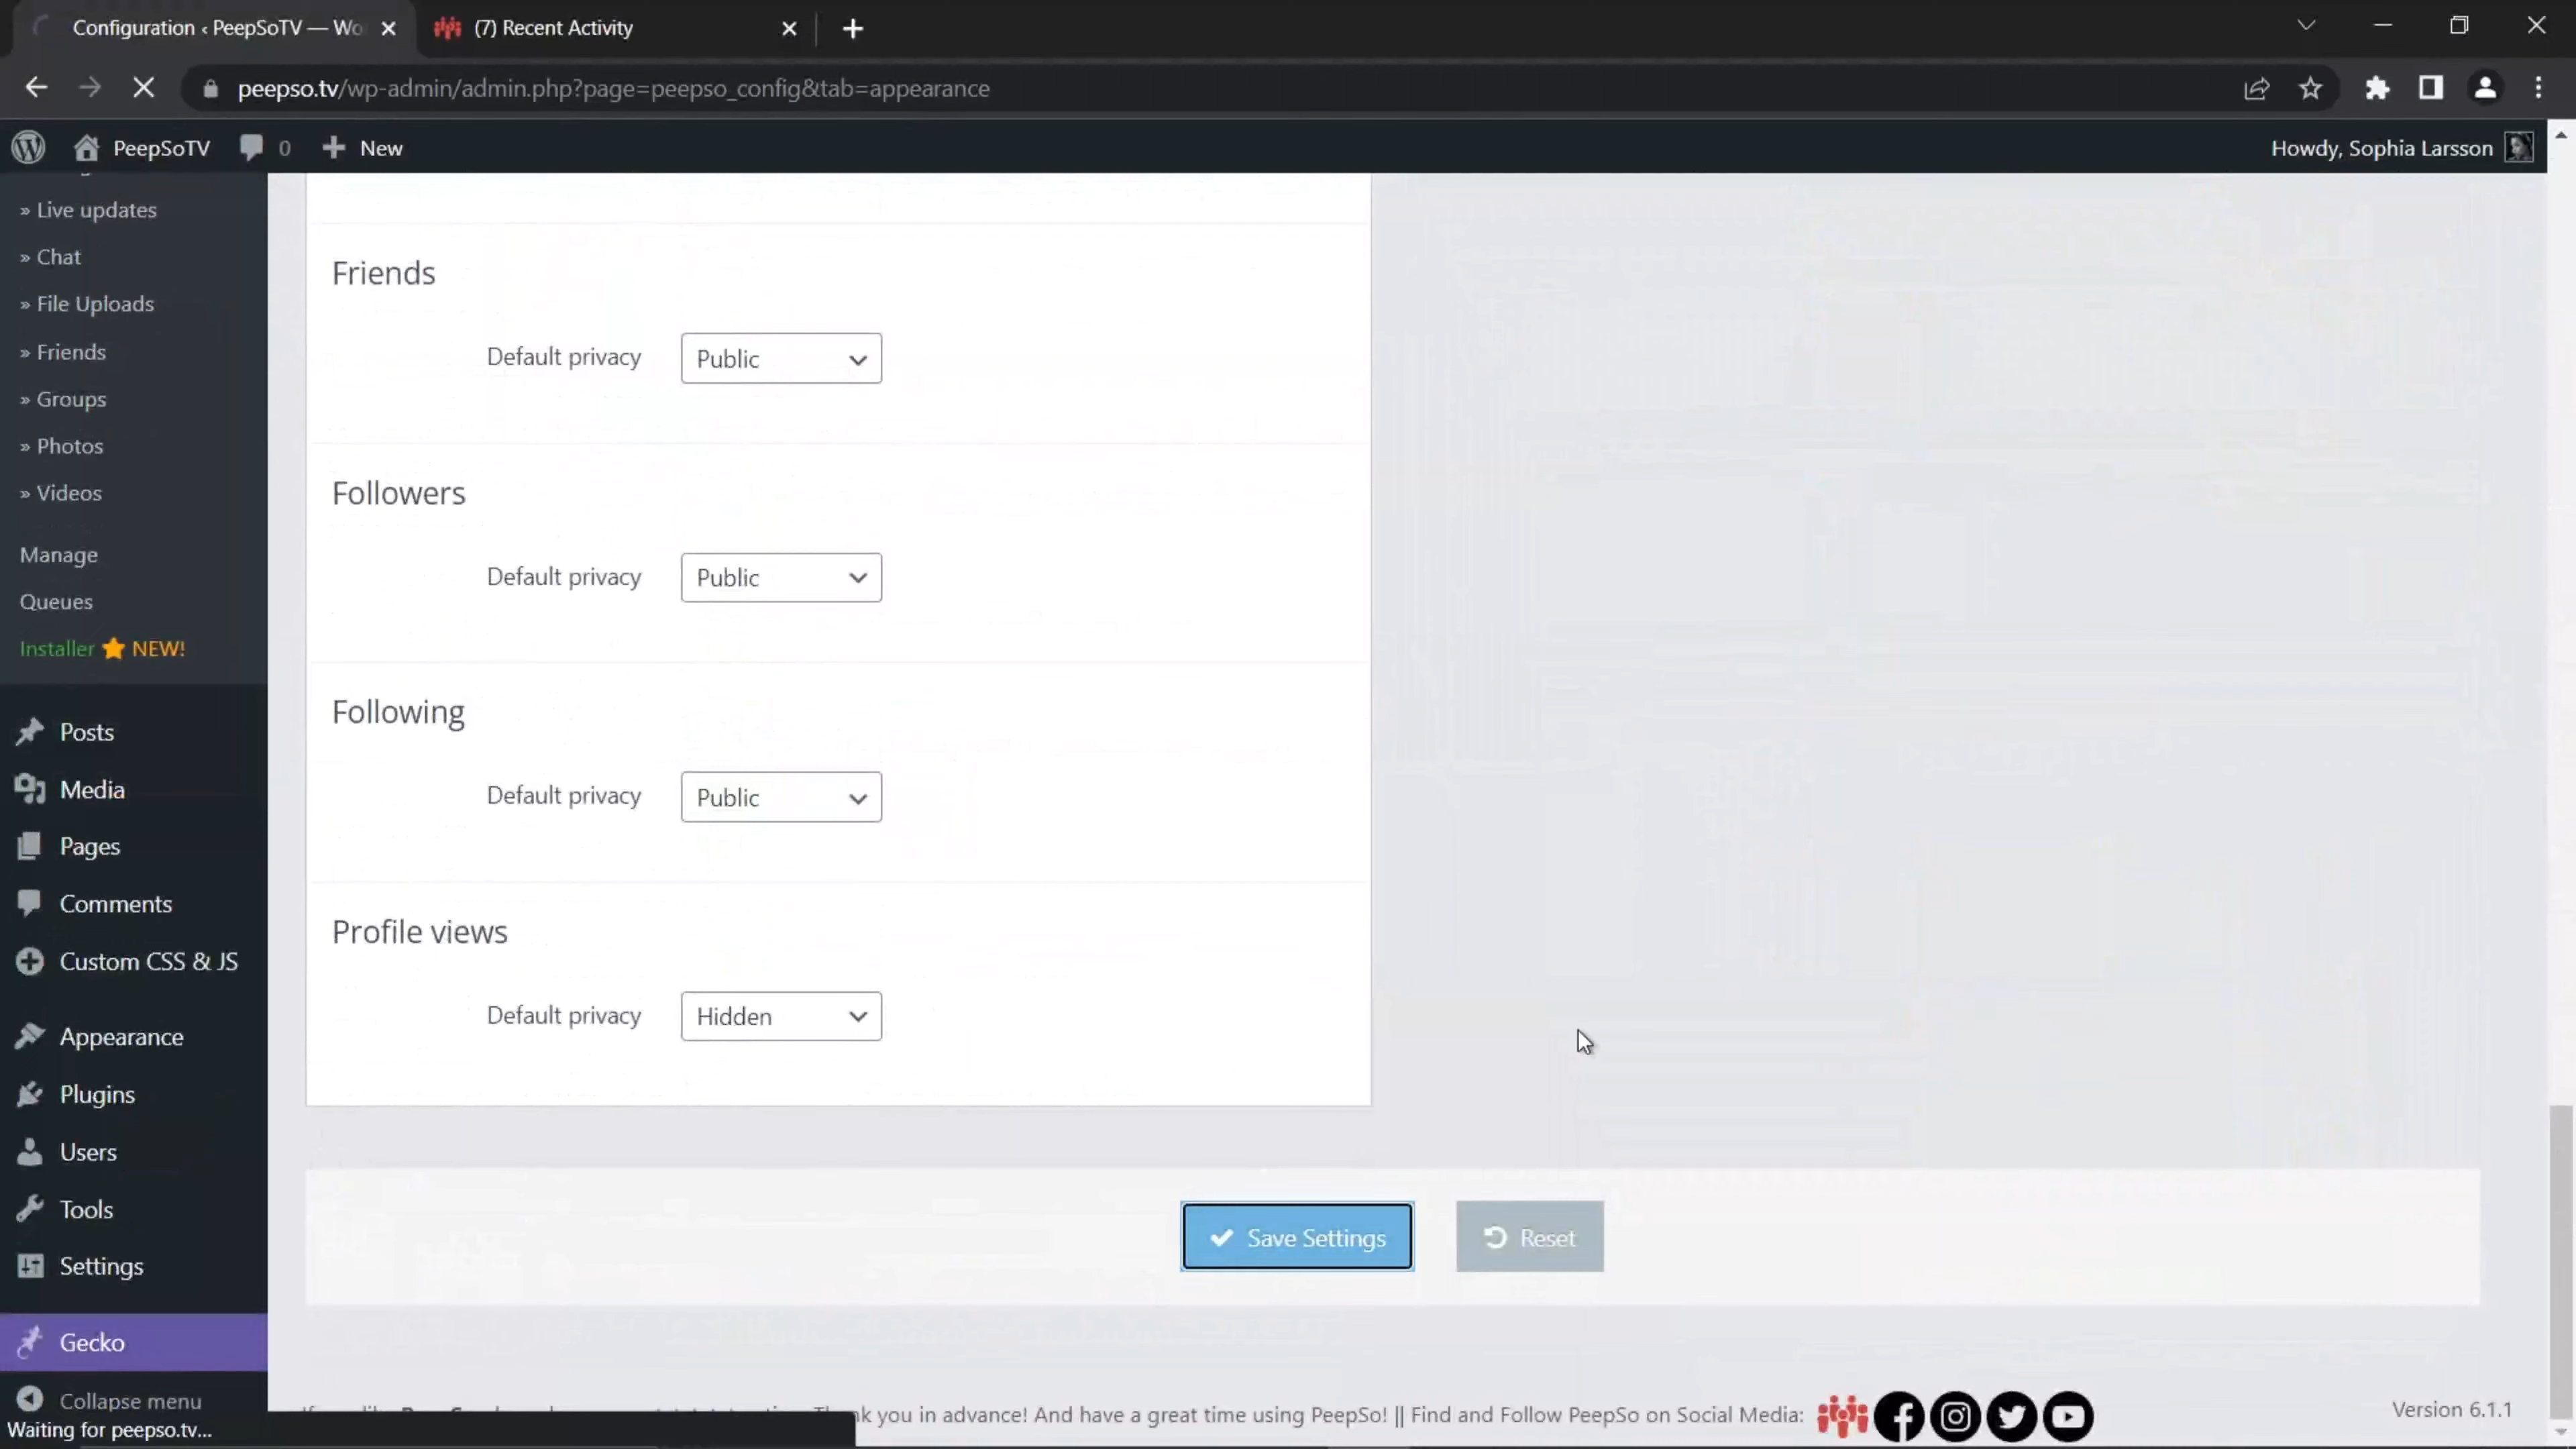 Configuration ‹ PeepSoTV — Wo
(7) Recent Activity
peepso.tv/wp-admin/admin.php?page=peepso_config&tab=appearance
PeepSoTV
0
New
Howdy, Sophia Larsson
» Live updates
» Chat
» File Uploads
» Friends
» Groups
» Photos
» Videos
Manage
Queues
Installer ⭐ NEW!
Posts
Media
Pages
Comments
Custom CSS & JS
Appearance
Plugins
Users
Tools
Settings
Gecko
Collapse menu
Friends
Default privacy
Public
Followers
Default privacy
Public
Following
Default privacy
Public
Profile views
Default privacy
Hidden
Save Settings
Reset
you in advance! And have a great time using PeepSo! || Find and Follow PeepSo on Social Media:
Version 6.1.1
Waiting for peepso.tv...